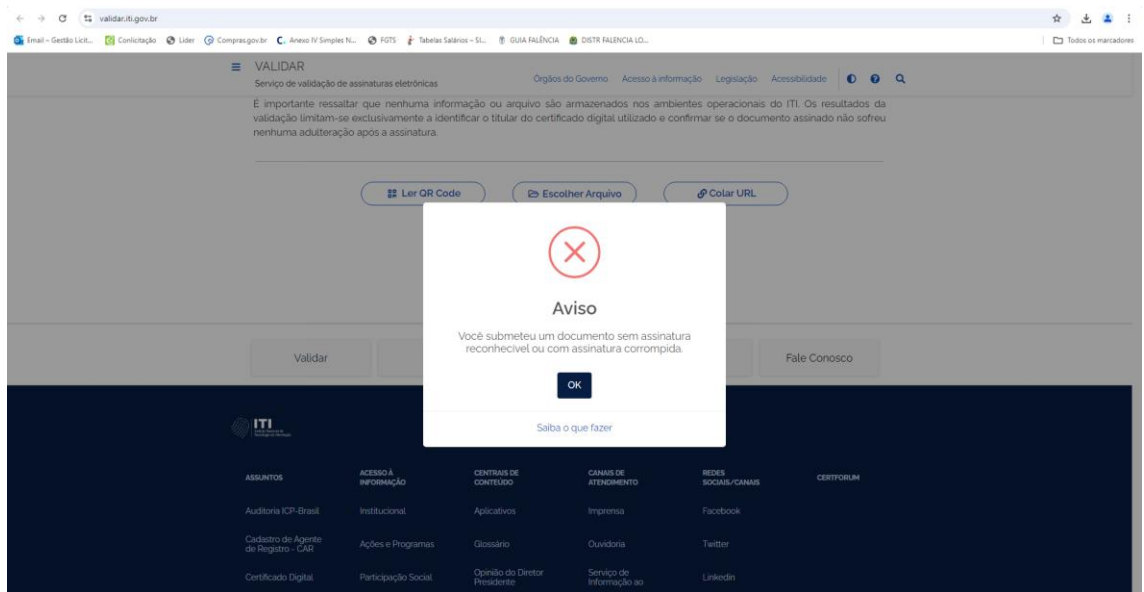 validar.iti.gov.br
Email – Gestão Licit... Conlicitação Lider Compras.gov.br Anexo IV Simples N... FGTS Tabelas Salários – SI... GUIA FALÊNCIA DISTR FALENCIA LO... Todos os marcadores
VALIDAR
Serviço de validação de assinaturas eletrônicas
Órgãos do Governo Acesso à informação Legislação Acessibilidade
É importante ressaltar que nenhuma informação ou arquivo são armazenados nos ambientes operacionais do ITI. Os resultados da
validação limitam-se exclusivamente a identificar o titular do certificado digital utilizado e confirmar se o documento assinado não sofreu
nenhuma adulteração após a assinatura.
Ler QR Code Escolher Arquivo Colar URL
Aviso
Você submeteu um documento sem assinatura
reconhecível ou com assinatura corrompida.
OK
Saiba o que fazer
Validar Fale Conosco
ITI
ASSUNTOS
Auditoria ICP-Brasil
Cadastro de Agente
de Registro - CAR
Certificado Digital
ACESSO À
INFORMAÇÃO
Institucional
Ações e Programas
Participação Social
CENTRAIS DE
CONTEÚDO
Aplicativos
Glossário
Opinião do Diretor
Presidente
CANAIS DE
ATENDIMENTO
Imprensa
Ouvidoria
Serviço de
Informação ao
REDES
SOCIAIS/CANAIS
Facebook
Twitter
Linkedin
CERTFORUM